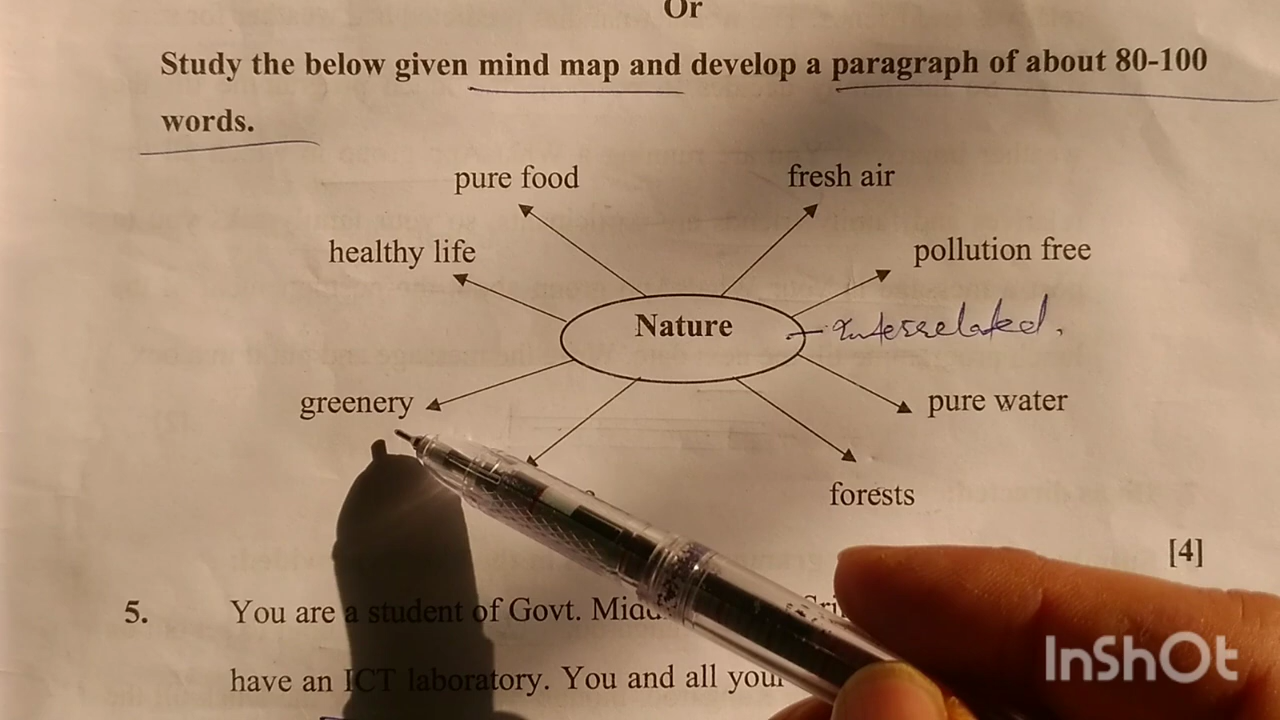 Or
Study the below given mind map and develop a paragraph of about 80-100
words.
pure food
fresh air
healthy life
pollution free
Nature
Interrelated.
greenery
pure water
forests
[4]
5. You are a student of Govt.
have an ICT laboratory. You and all your
InShOt